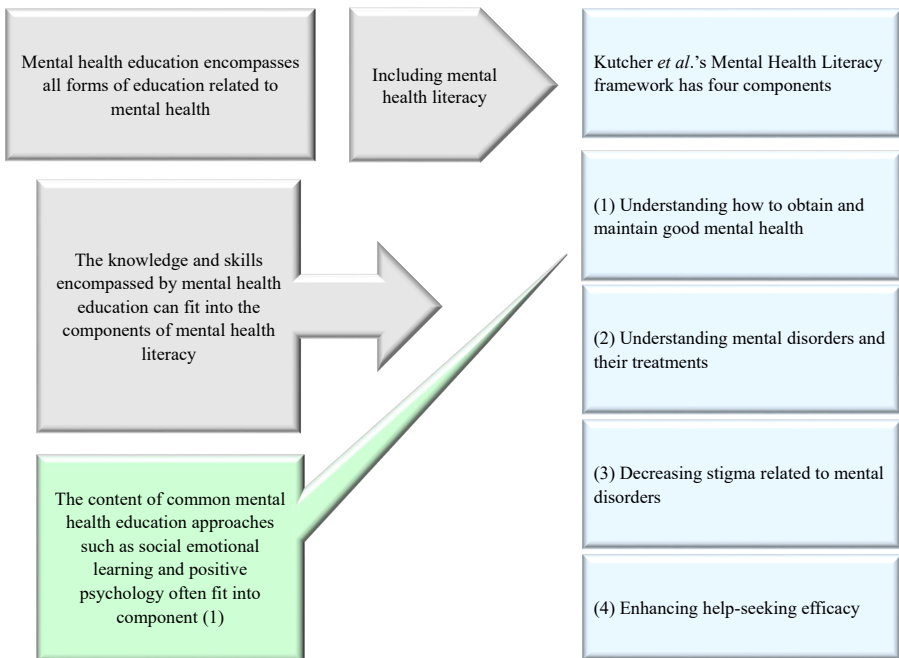 Mental health education encompasses
all forms of education related to
mental health
Including mental
health literacy
Kutcher et al.'s Mental Health Literacy
framework has four components
(1) Understanding how to obtain and
maintain good mental health
The knowledge and skills
encompassed by mental health
education can fit into the
components of mental health
literacy
(2) Understanding mental disorders and
their treatments
(3) Decreasing stigma related to mental
disorders
The content of common mental
health education approaches
such as social emotional
learning and positive
psychology often fit into
component (1)
(4) Enhancing help-seeking efficacy